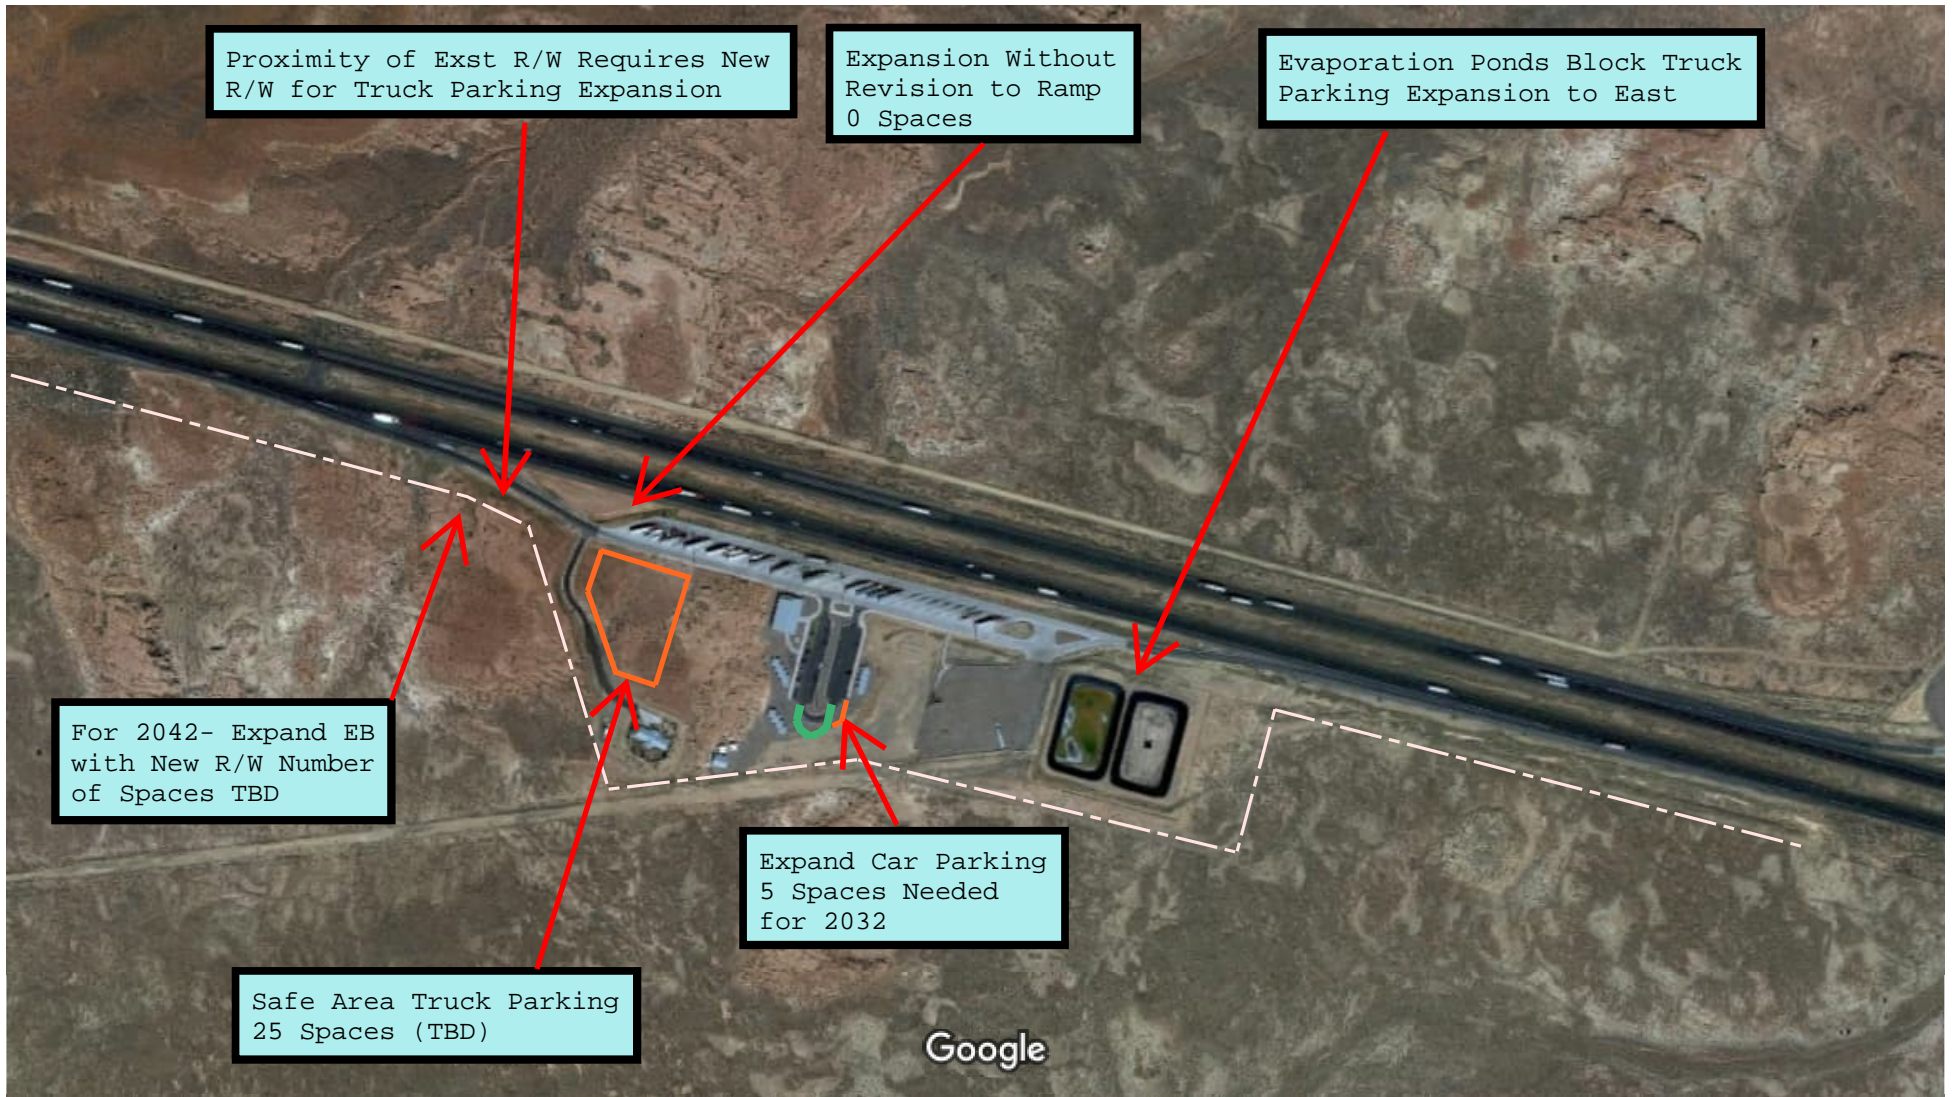 Proximity of Exst R/W Requires New
R/W for Truck Parking Expansion
Expansion Without
Revision to Ramp
0 Spaces
Evaporation Ponds Block Truck
Parking Expansion to East
For 2042- Expand EB
with New R/W Number
of Spaces TBD
Expand Car Parking
5 Spaces Needed
for 2032
Safe Area Truck Parking
25 Spaces (TBD)
Google